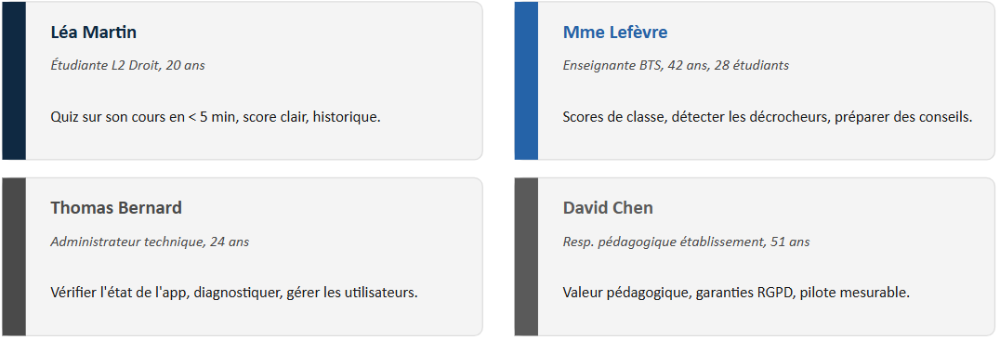 Léa Martin
Étudiante L2 Droit, 20 ans
Quiz sur son cours en < 5 min, score clair, historique.
Mme Lefèvre
Enseignante BTS, 42 ans, 28 étudiants
Scores de classe, détecter les décrocheurs, préparer des conseils.
Thomas Bernard
Administrateur technique, 24 ans
Vérifier l'état de l'app, diagnostiquer, gérer les utilisateurs.
David Chen
Resp. pédagogique établissement, 51 ans
Valeur pédagogique, garanties RGPD, pilote mesurable.